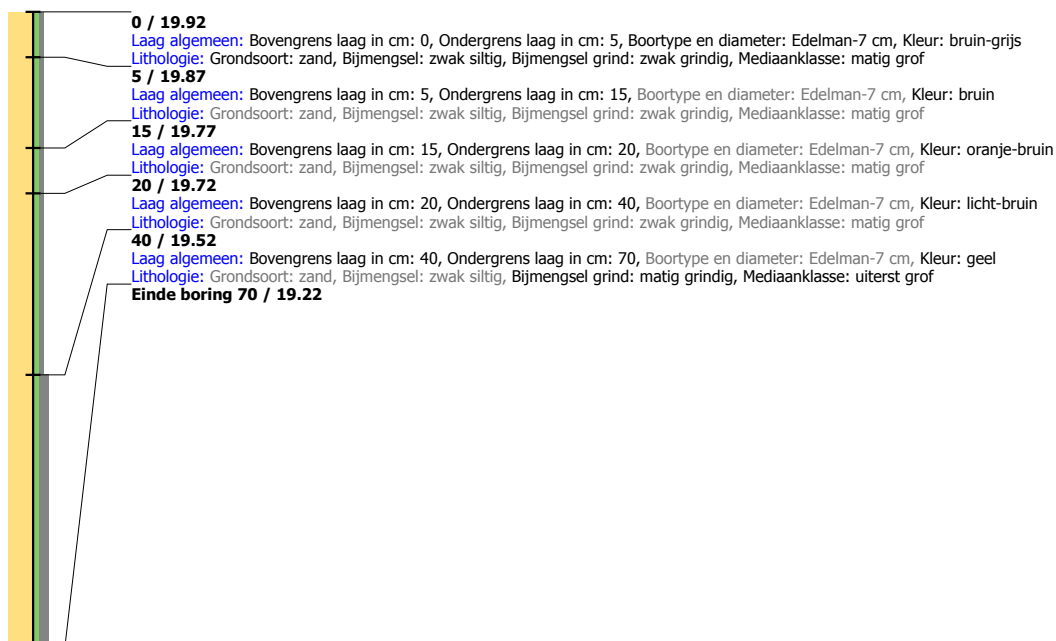 0 / 19.92
Laag algemeen: Bovengrens laag in cm: 0, Ondergrens laag in cm: 5, Boortype en diameter: Edelman-7 cm, Kleur: bruin-grijs
Lithologie: Grondsoort: zand, Bijmengsel: zwak siltig, Bijmengsel grind: zwak grindig, Mediaanklasse: matig grof
5 / 19.87
Laag algemeen: Bovengrens laag in cm: 5, Ondergrens laag in cm: 15, Boortype en diameter: Edelman-7 cm, Kleur: bruin
Lithologie: Grondsoort: zand, Bijmengsel: zwak siltig, Bijmengsel grind: zwak grindig, Mediaanklasse: matig grof
15 / 19.77
Laag algemeen: Bovengrens laag in cm: 15, Ondergrens laag in cm: 20, Boortype en diameter: Edelman-7 cm, Kleur: oranje-bruin
Lithologie: Grondsoort: zand, Bijmengsel: zwak siltig, Bijmengsel grind: zwak grindig, Mediaanklasse: matig grof
20 / 19.72
Laag algemeen: Bovengrens laag in cm: 20, Ondergrens laag in cm: 40, Boortype en diameter: Edelman-7 cm, Kleur: licht-bruin
Lithologie: Grondsoort: zand, Bijmengsel: zwak siltig, Bijmengsel grind: zwak grindig, Mediaanklasse: matig grof
40 / 19.52
Laag algemeen: Bovengrens laag in cm: 40, Ondergrens laag in cm: 70, Boortype en diameter: Edelman-7 cm, Kleur: geel
Lithologie: Grondsoort: zand, Bijmengsel: zwak siltig, Bijmengsel grind: matig grindig, Mediaanklasse: uiterst grof
Einde boring 70 / 19.22